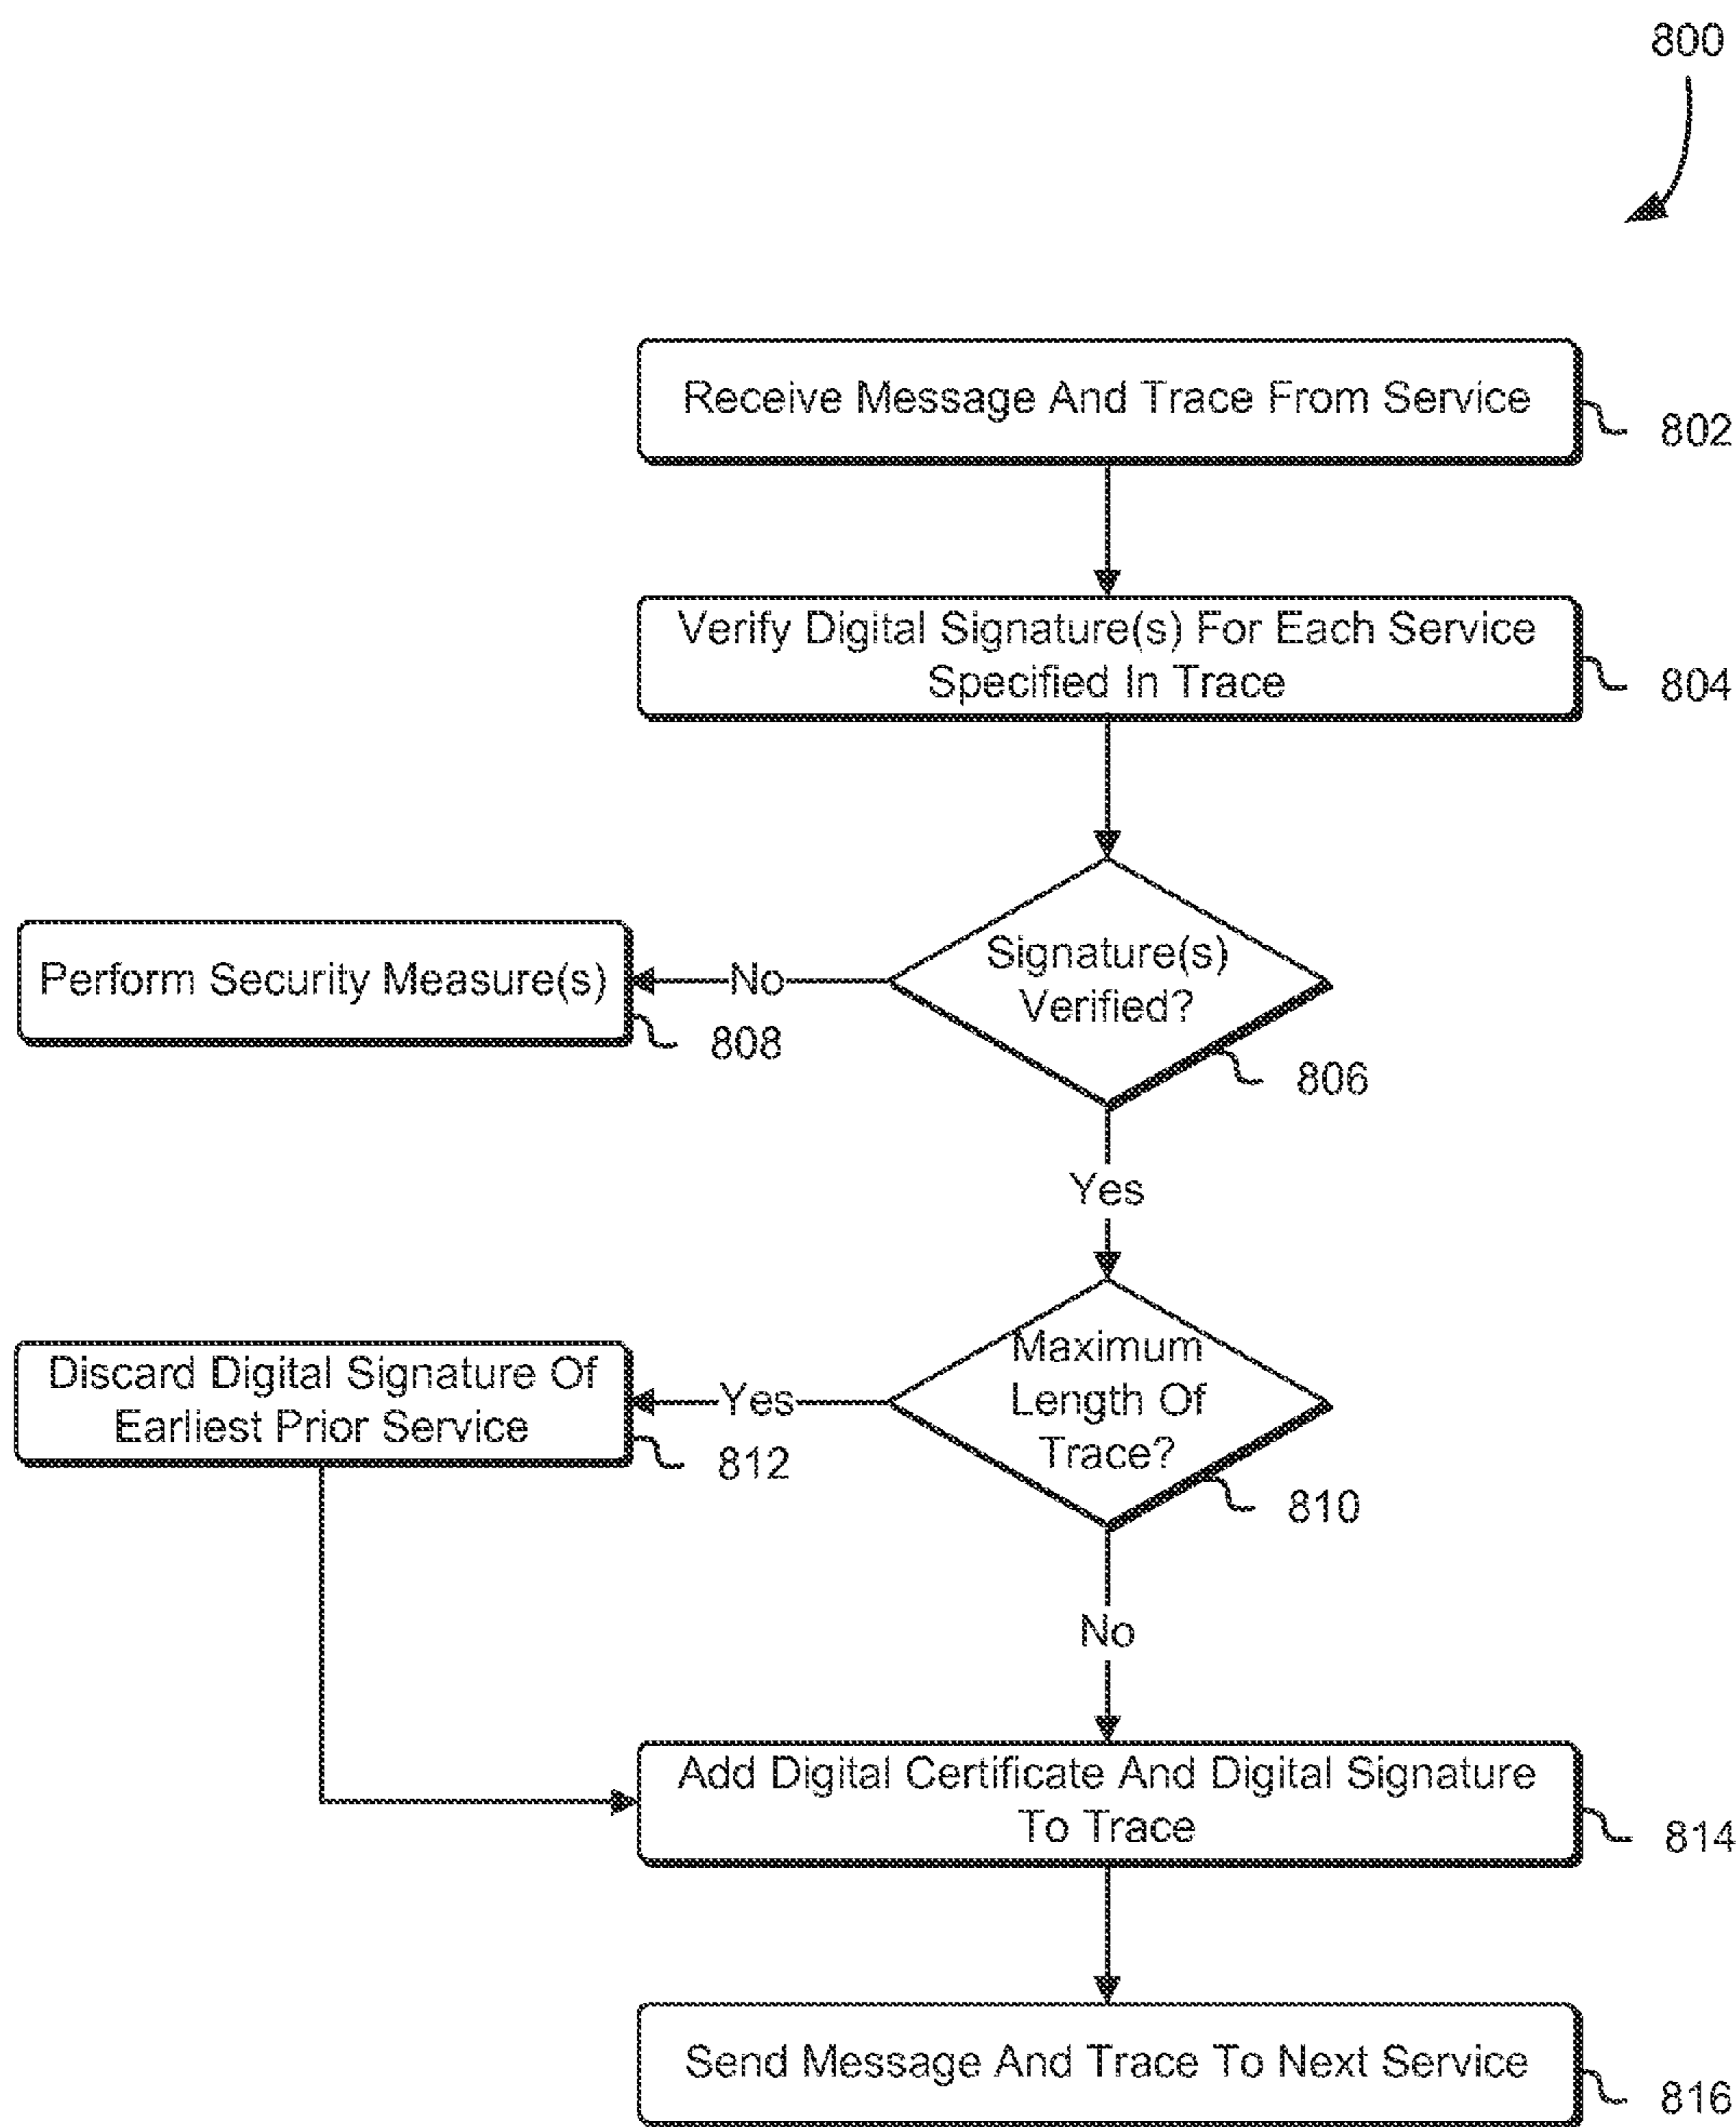 800
Receive Message And Trace From Service
802
Verify Digital Signature(s) For Each Service
Specified In Trace
804
Signature(s)
Verified?
806
No
Perform Security Measure(s)
808
Yes
Maximum
Length Of
Trace?
810
Yes
Discard Digital Signature Of
Earliest Prior Service
812
No
Add Digital Certificate And Digital Signature
To Trace
814
Send Message And Trace To Next Service
816